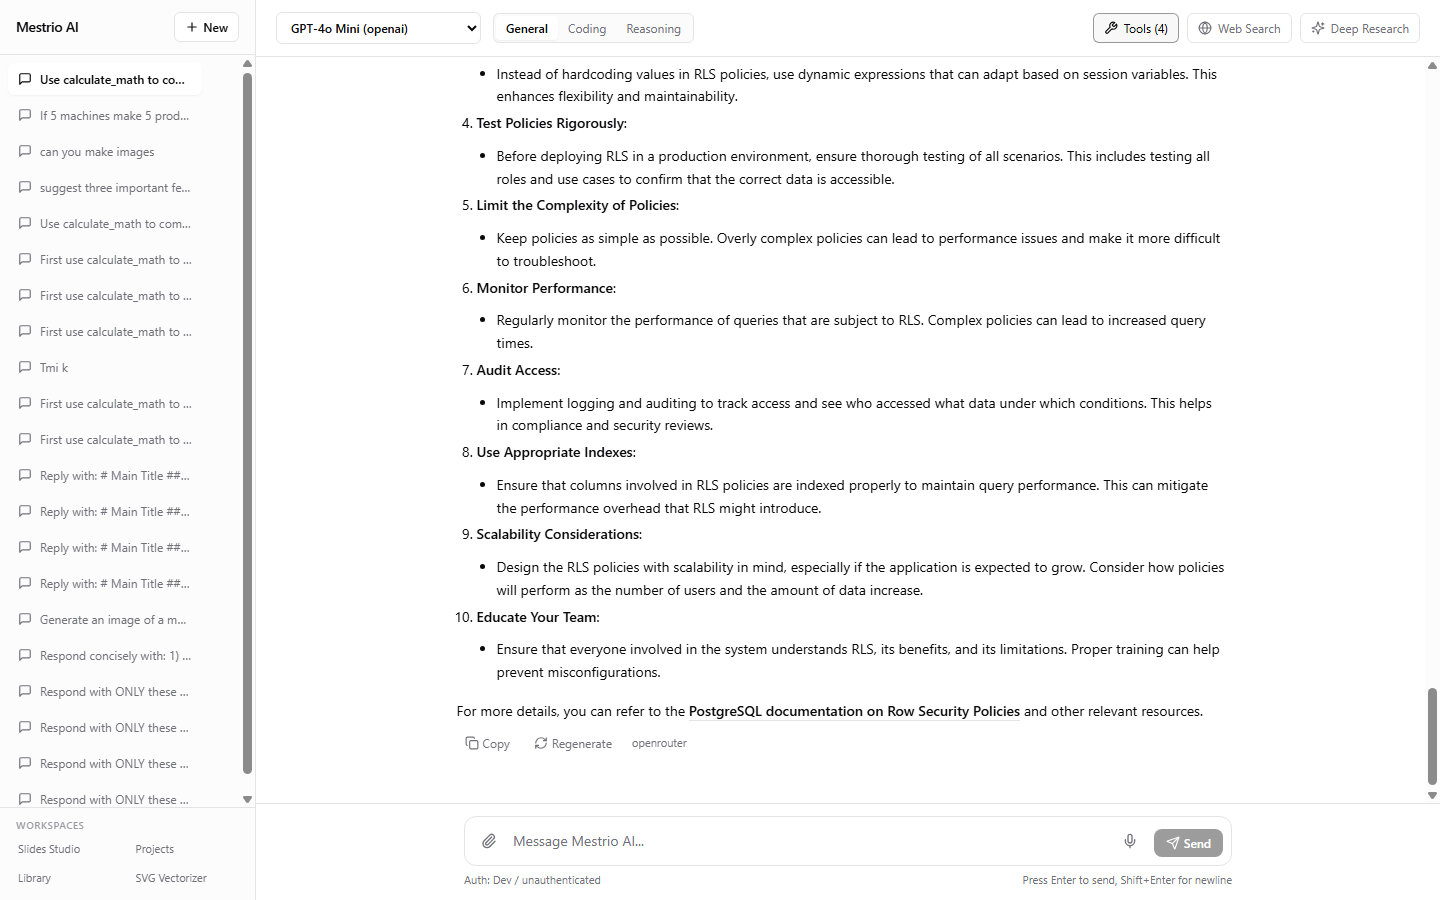 Mestrio AI
+ New
Use calculate_math to co...
If 5 machines make 5 prod...
can you make images
suggest three important fe...
Use calculate_math to com...
First use calculate_math to ...
First use calculate_math to ...
First use calculate_math to ...
Tmi k
First use calculate_math to ...
First use calculate_math to ...
Reply with: # Main Title ##...
Reply with: # Main Title ##...
Reply with: # Main Title ##...
Reply with: # Main Title ##...
Generate an image of a m...
Respond concisely with: 1) ...
Respond with ONLY these ...
Respond with ONLY these ...
Respond with ONLY these ...
Respond with ONLY these ...
WORKSPACES
Slides Studio Projects
Library SVG Vectorizer
GPT-4o Mini (openai) General Coding Reasoning Tools (4) Web Search Deep Research
• Instead of hardcoding values in RLS policies, use dynamic expressions that can adapt based on session variables. This
enhances flexibility and maintainability.
4. Test Policies Rigorously:
• Before deploying RLS in a production environment, ensure thorough testing of all scenarios. This includes testing all
roles and use cases to confirm that the correct data is accessible.
5. Limit the Complexity of Policies:
• Keep policies as simple as possible. Overly complex policies can lead to performance issues and make it more difficult
to troubleshoot.
6. Monitor Performance:
• Regularly monitor the performance of queries that are subject to RLS. Complex policies can lead to increased query
times.
7. Audit Access:
• Implement logging and auditing to track access and see who accessed what data under which conditions. This helps
in compliance and security reviews.
8. Use Appropriate Indexes:
• Ensure that columns involved in RLS policies are indexed properly to maintain query performance. This can mitigate
the performance overhead that RLS might introduce.
9. Scalability Considerations:
• Design the RLS policies with scalability in mind, especially if the application is expected to grow. Consider how policies
will perform as the number of users and the amount of data increase.
10. Educate Your Team:
• Ensure that everyone involved in the system understands RLS, its benefits, and its limitations. Proper training can help
prevent misconfigurations.
For more details, you can refer to the PostgreSQL documentation on Row Security Policies and other relevant resources.
Copy Regenerate openrouter
Message Mestrio AI...
Send
Auth: Dev / unauthenticated Press Enter to send, Shift+Enter for newline